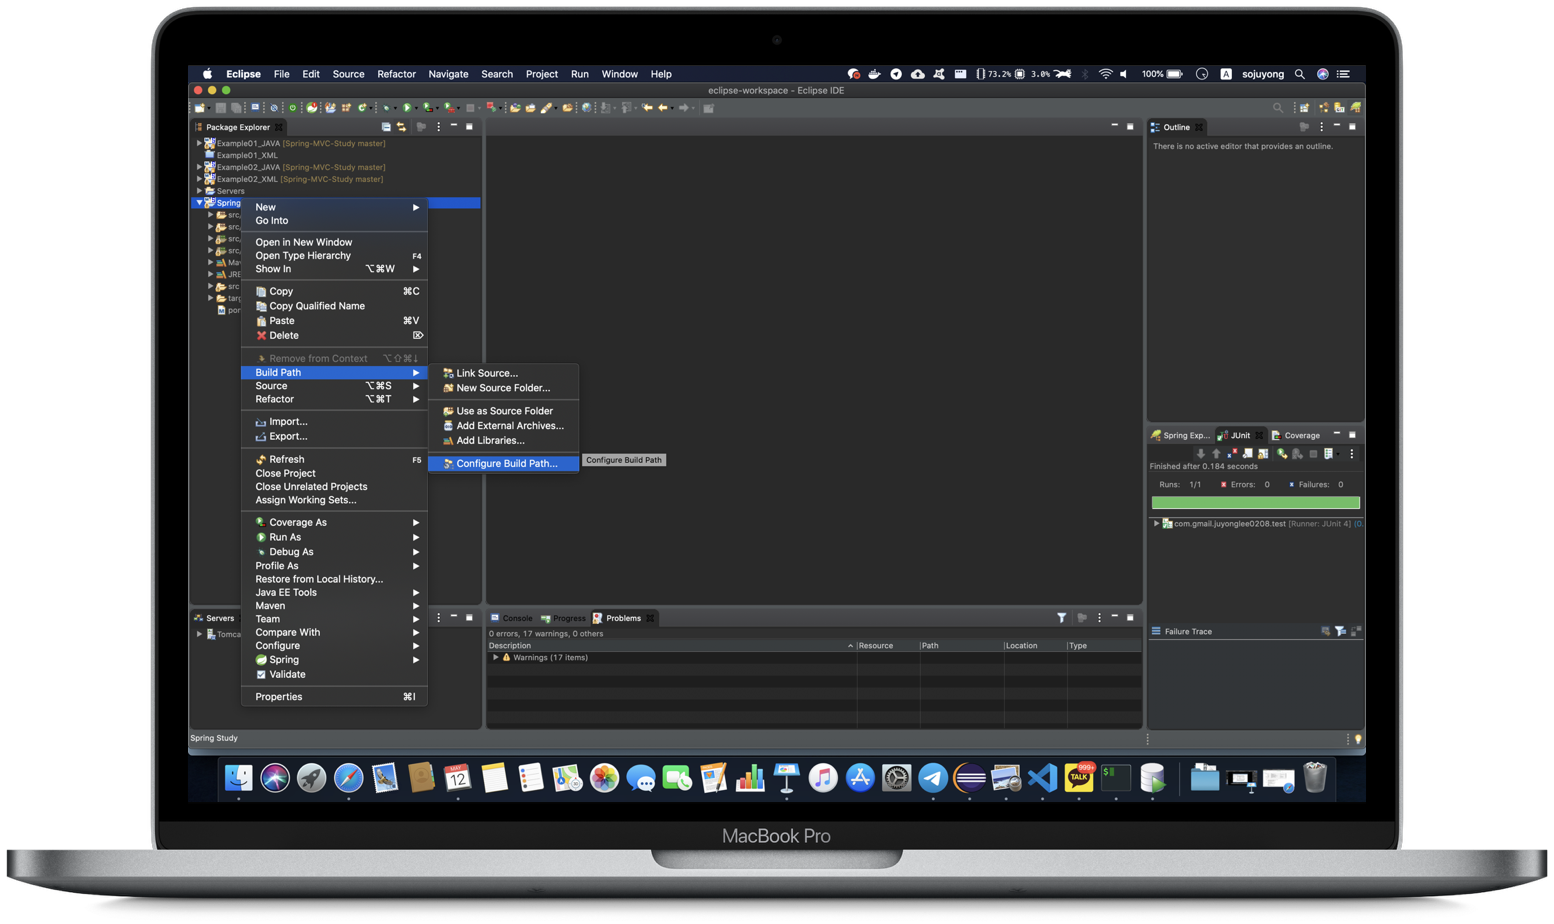 Eclipse File Edit Source Refactor Navigate Search Project Run Window Help 73.2% 3.0% 100% A sojuyong
eclipse-workspace - Eclipse IDE
Package Explorer
Example01_JAVA [Spring-MVC-Study master]
Example01_XML
Example02_JAVA [Spring-MVC-Study master]
Example02_XML [Spring-MVC-Study master]
Servers
Spring
src/
src/
src/
src/
Mav
JRE
src
targ
pom
New
Go Into
Open in New Window
Open Type Hierarchy F4
Show In ⌥⌘W
Copy ⌘C
Copy Qualified Name
Paste ⌘V
Delete ⌦
Remove from Context ⌥⇧⌘↓
Build Path
Source ⌥⌘S
Refactor ⌥⌘T
Import...
Export...
Refresh F5
Close Project
Close Unrelated Projects
Assign Working Sets...
Coverage As
Run As
Debug As
Profile As
Restore from Local History...
Java EE Tools
Maven
Team
Compare With
Configure
Spring
Validate
Properties ⌘I
Link Source...
New Source Folder...
Use as Source Folder
Add External Archives...
Add Libraries...
Configure Build Path...
Configure Build Path
Outline
There is no active editor that provides an outline.
Spring Exp... JUnit Coverage
Finished after 0.184 seconds
Runs: 1/1 Errors: 0 Failures: 0
com.gmail.juyonglee0208.test [Runner: JUnit 4] (0.
Failure Trace
Servers
Tomca
Console Progress Problems
0 errors, 17 warnings, 0 others
Description Resource Path Location Type
Warnings (17 items)
Spring Study
MAY
12
999+
TALK
$
MacBook Pro